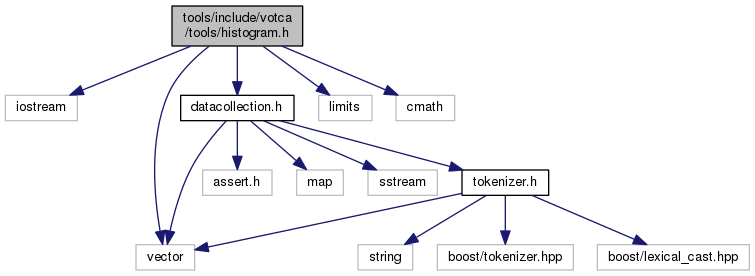 tools/include/votca
/tools/histogram.h
iostream
datacollection.h
limits
cmath
assert.h
map
sstream
tokenizer.h
vector
string
boost/tokenizer.hpp
boost/lexical_cast.hpp